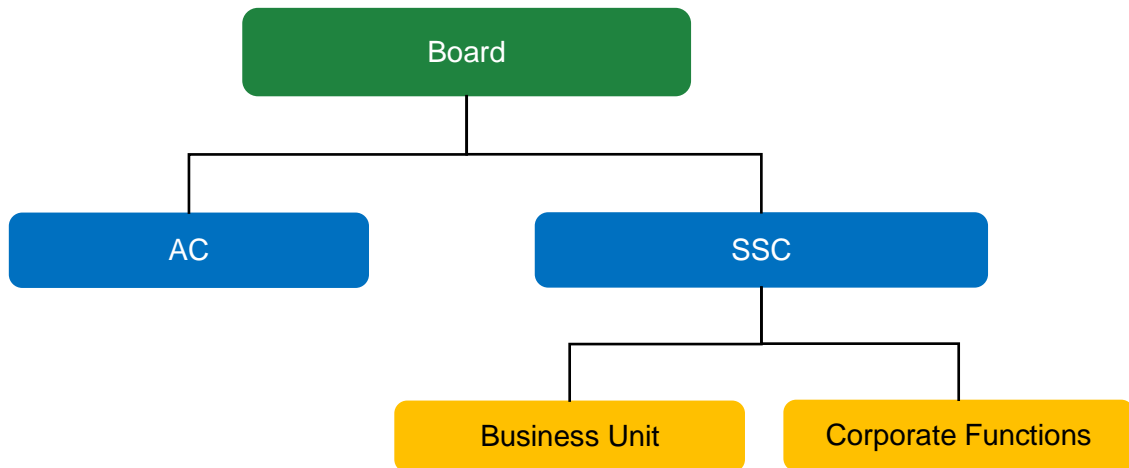 Board
AC
SSC
Business Unit
Corporate Functions